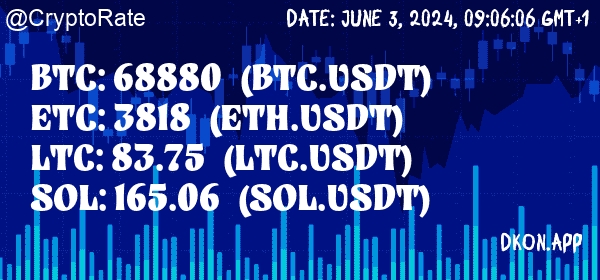 @CryptoRate
DATE: JUNE 3, 2024, 09:06:06 GMT+1
BTC: 68880 (BTC.USDT)
ETC: 3818 (ETH.USDT)
LTC: 83.75 (LTC.USDT)
SOL: 165.06 (SOL.USDT)
DKON.APP